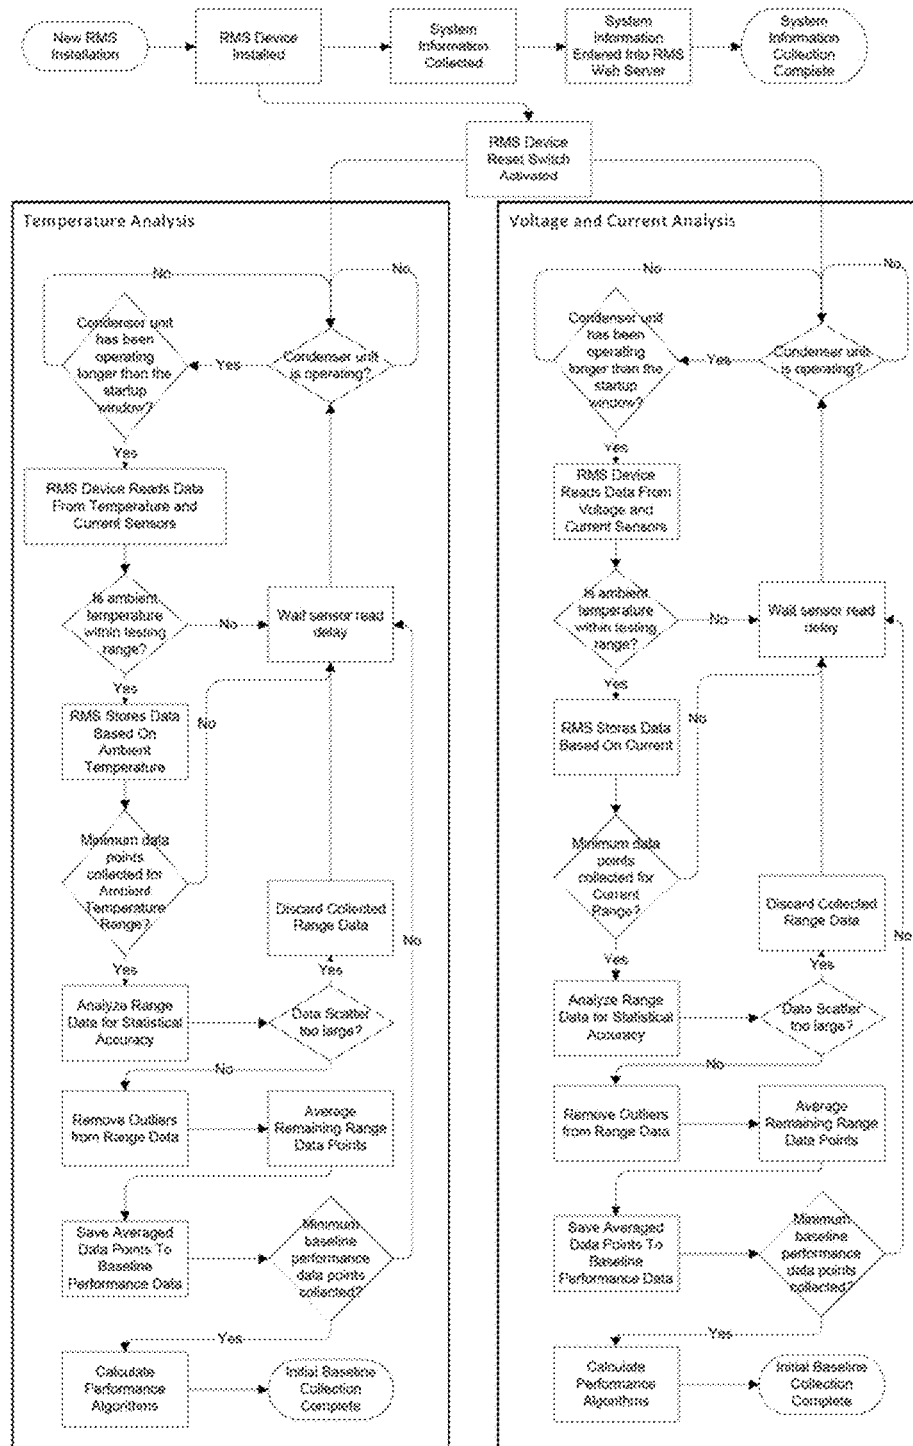 New RMS
Installation
RMS Device
Installed
System
Information
Collected
System
Information
Entered Into RMS
Web Server
System
Information
Collection
Complete
RMS Device
Reset Switch
Activated
Temperature Analysis
No
No
Condenser unit
has been
operating
longer than the
startup
window?
Yes
Condenser unit
is operating?
Yes
RMS Device Reads Data
From Temperature and
Current Sensors
Is ambient
temperature
within testing
range?
No
Wait sensor read
delay
Yes
RMS Stores Data
Based On
Ambient
Temperature
No
Minimum data
points
collected for
Ambient
Temperature
Range?
Discard Collected
Range Data
No
Yes
Yes
Analyze Range
Data for Statistical
Accuracy
Data Scatter
too large?
No
Remove Outliers
from Range Data
Average
Remaining Range
Data Points
Save Averaged
Data Points To
Baseline
Performance Data
Minimum
baseline
performance
data points
collected?
Yes
Calculate
Performance
Algorithms
Initial Baseline
Collection
Complete
Voltage and Current Analysis
No
No
Condenser unit
has been
operating
longer than the
startup
window?
Yes
Condenser unit
is operating?
Yes
RMS Device
Reads Data From
Voltage and
Current Sensors
Is ambient
temperature
within testing
range?
No
Wait sensor read
delay
Yes
RMS Stores Data
Based On Current
No
Minimum data
points
collected for
Current
Range?
Discard Collected
Range Data
No
Yes
Yes
Analyze Range
Data for Statistical
Accuracy
Data Scatter
too large?
No
Remove Outliers
from Range Data
Average
Remaining Range
Data Points
Save Averaged
Data Points To
Baseline
Performance Data
Minimum
baseline
performance
data points
collected?
Yes
Calculate
Performance
Algorithms
Initial Baseline
Collection
Complete